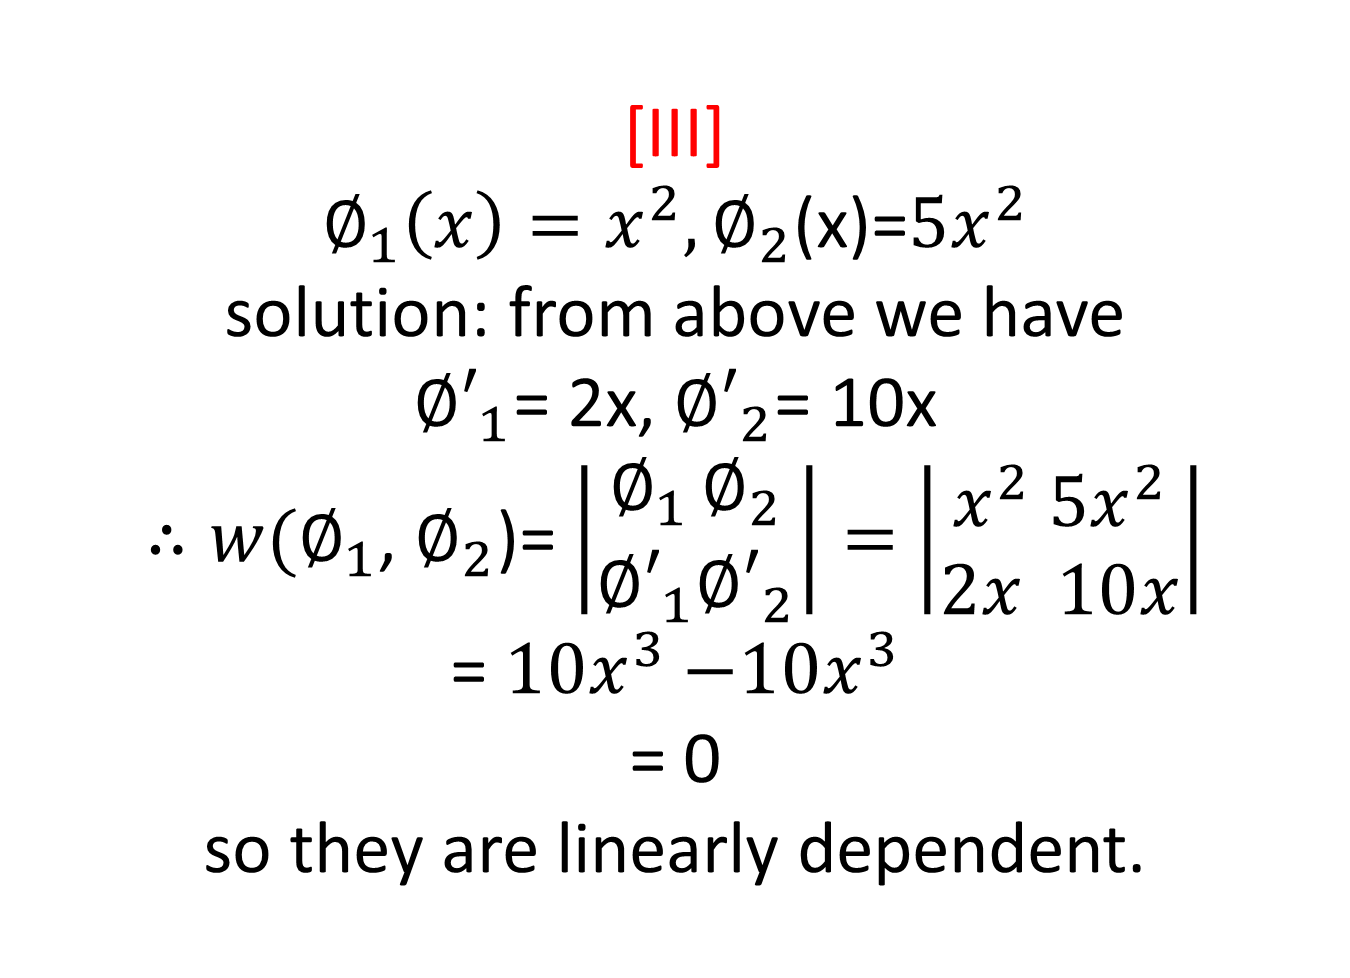 [III]
∅₁(x) = x², ∅₂(x)=5x²
solution: from above we have
∅′₁= 2x, ∅′₂= 10x
∴ w(∅₁, ∅₂)= |∅₁ ∅₂; ∅′₁∅′₂| = |x² 5x²; 2x 10x|
= 10x³ −10x³
= 0
so they are linearly dependent.